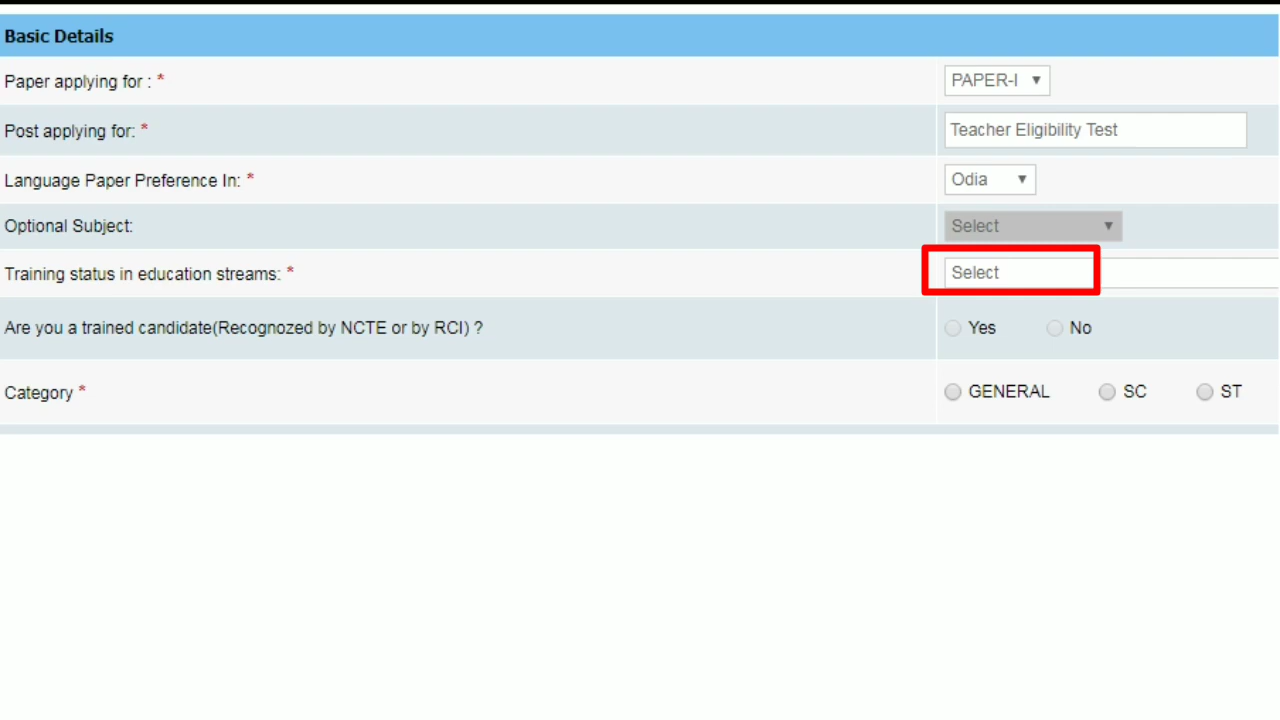 Basic Details
Paper applying for : * PAPER-I
Post applying for: * Teacher Eligibility Test
Language Paper Preference In: * Odia
Optional Subject: Select
Training status in education streams: * Select
Are you a trained candidate(Recognozed by NCTE or by RCI) ? Yes No
Category * GENERAL SC ST